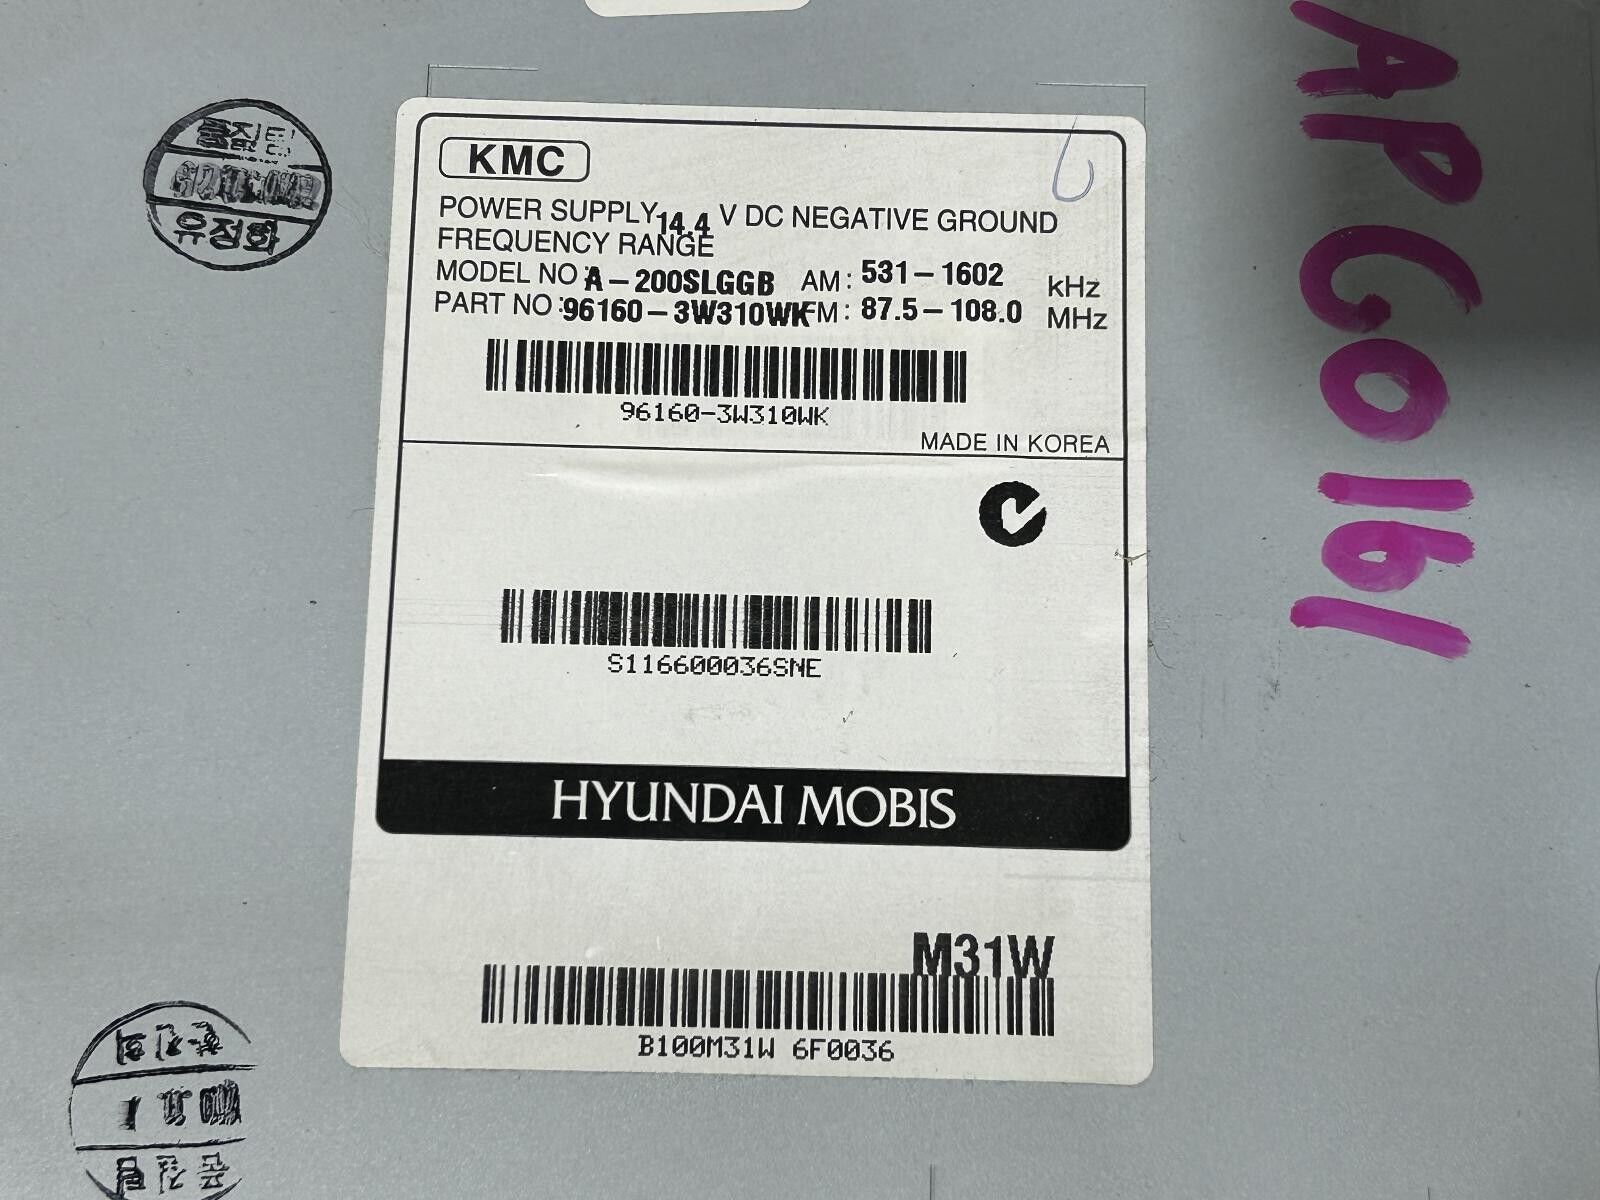 KMC
POWER SUPPLY 14.4 V DC NEGATIVE GROUND
FREQUENCY RANGE
MODEL NO : A-200SLGGB AM : 531-1602 kHz
PART NO : 96160-3W310WK FM : 87.5-108.0 MHz
96160-3W310WK
MADE IN KOREA
S116600036SNE
HYUNDAI MOBIS
M31W
B100M31W 6F0036
APG0161
유정화